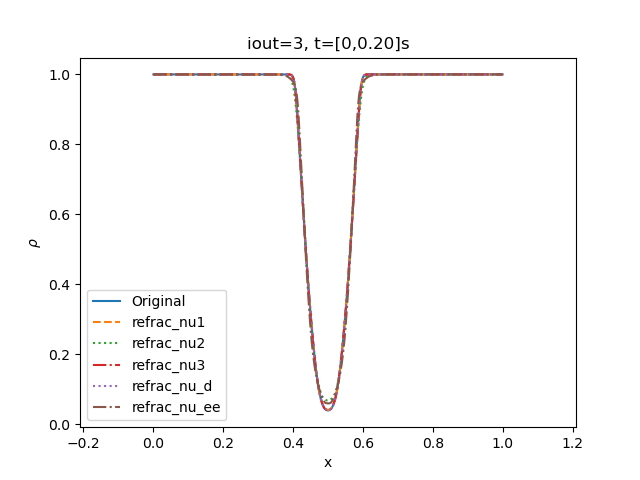 iout=3, t=[0,0.20]s
1.0
0.8
0.6
ρ
0.4
0.2
0.0
Original
refrac_nu1
refrac_nu2
refrac_nu3
refrac_nu_d
refrac_nu_ee
−0.2 0.0 0.2 0.4 0.6 0.8 1.0 1.2
x